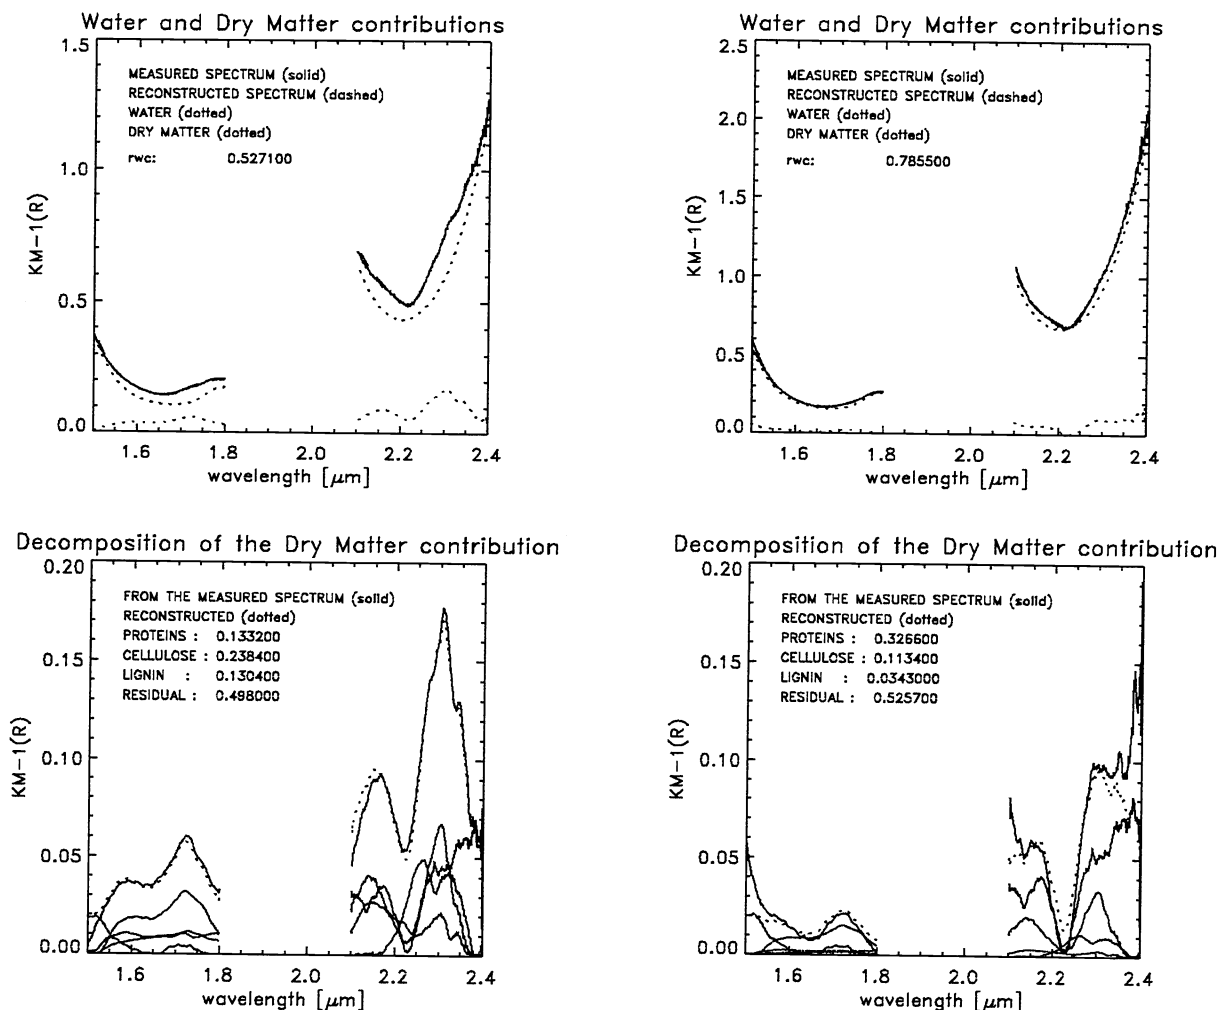 Water and Dry Matter contributions
1.5
1.0
0.5
0.0
KM-1(R)
MEASURED SPECTRUM (solid)
RECONSTRUCTED SPECTRUM (dashed)
WATER (dotted)
DRY MATTER (dotted)
rwc: 0.527100
1.6 1.8 2.0 2.2 2.4
wavelength [μm]
Water and Dry Matter contributions
2.5
2.0
1.5
1.0
0.5
0.0
KM-1(R)
MEASURED SPECTRUM (solid)
RECONSTRUCTED SPECTRUM (dashed)
WATER (dotted)
DRY MATTER (dotted)
rwc: 0.785500
1.6 1.8 2.0 2.2 2.4
wavelength [μm]
Decomposition of the Dry Matter contribution
0.20
0.15
0.10
0.05
0.00
KM-1(R)
FROM THE MEASURED SPECTRUM (solid)
RECONSTRUCTED (dotted)
PROTEINS : 0.133200
CELLULOSE : 0.238400
LIGNIN : 0.130400
RESIDUAL : 0.498000
1.6 1.8 2.0 2.2 2.4
wavelength [μm]
Decomposition of the Dry Matter contribution
0.20
0.15
0.10
0.05
0.00
KM-1(R)
FROM THE MEASURED SPECTRUM (solid)
RECONSTRUCTED (dotted)
PROTEINS : 0.326600
CELLULOSE : 0.113400
LIGNIN : 0.0343000
RESIDUAL : 0.525700
1.6 1.8 2.0 2.2 2.4
wavelength [μm]